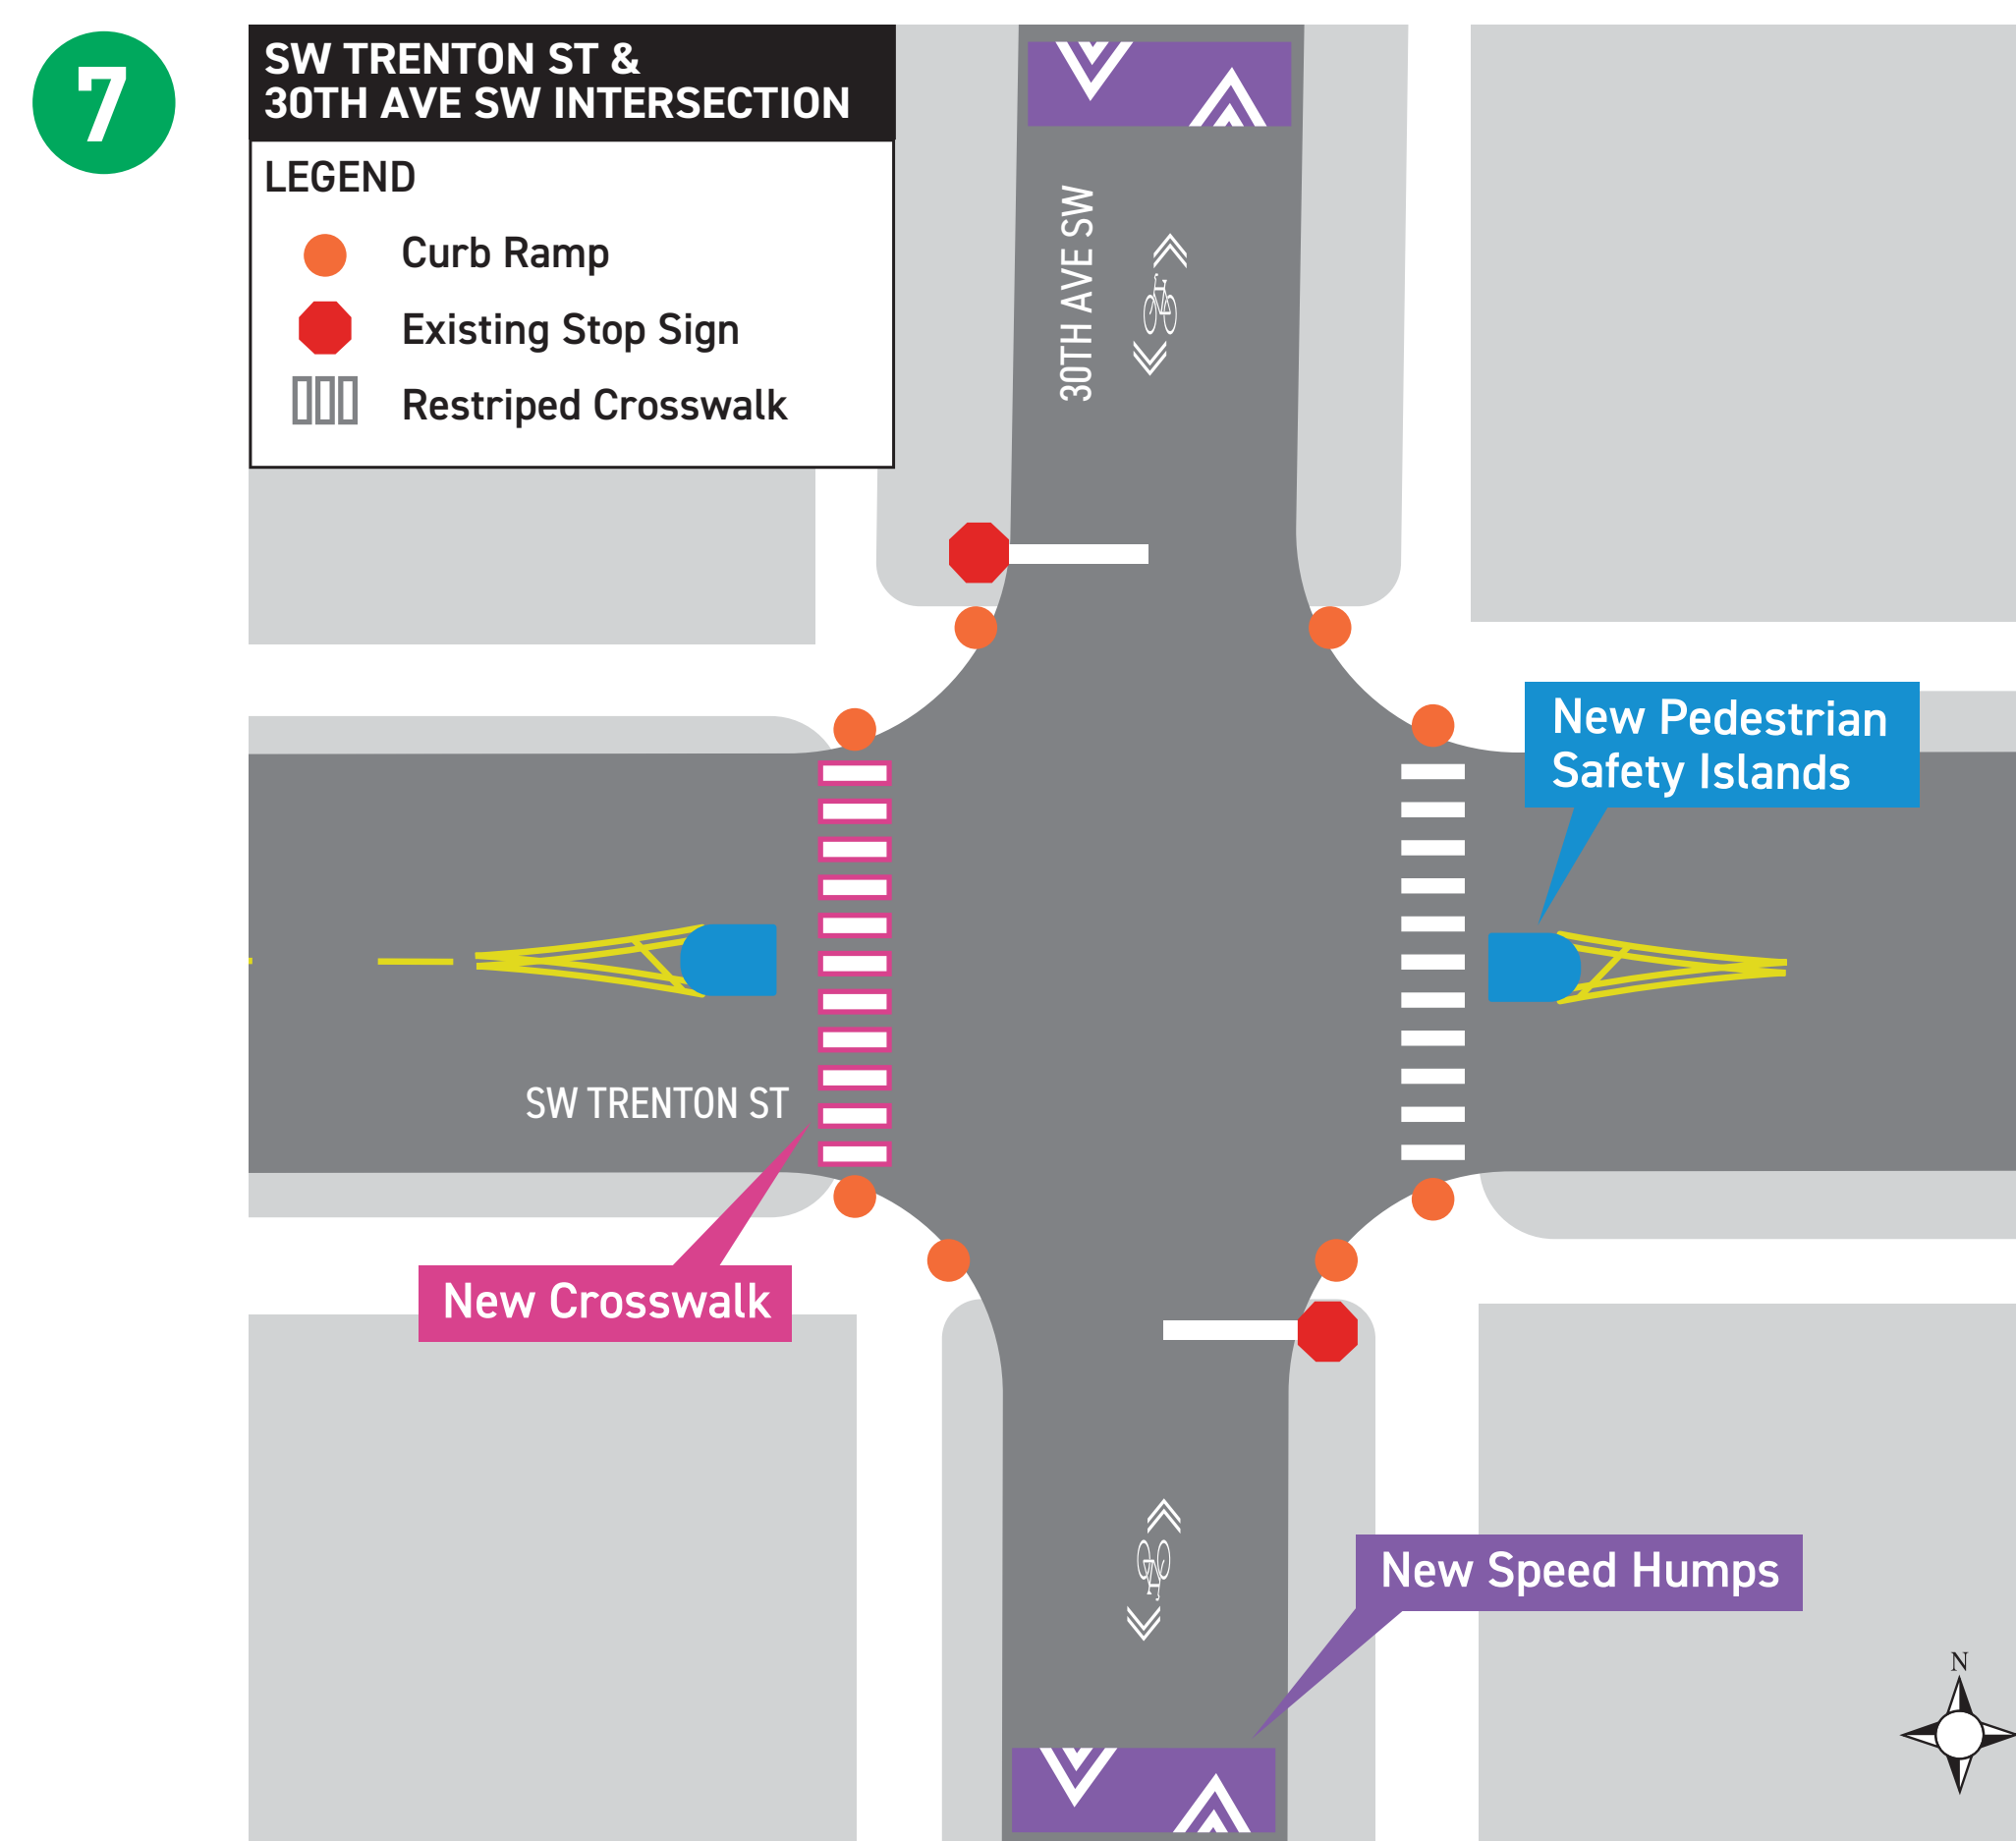 7
SW TRENTON ST &
30TH AVE SW INTERSECTION
LEGEND
Curb Ramp
Existing Stop Sign
Restriped Crosswalk
30TH AVE SW
New Pedestrian
Safety Islands
SW TRENTON ST
New Crosswalk
New Speed Humps
N